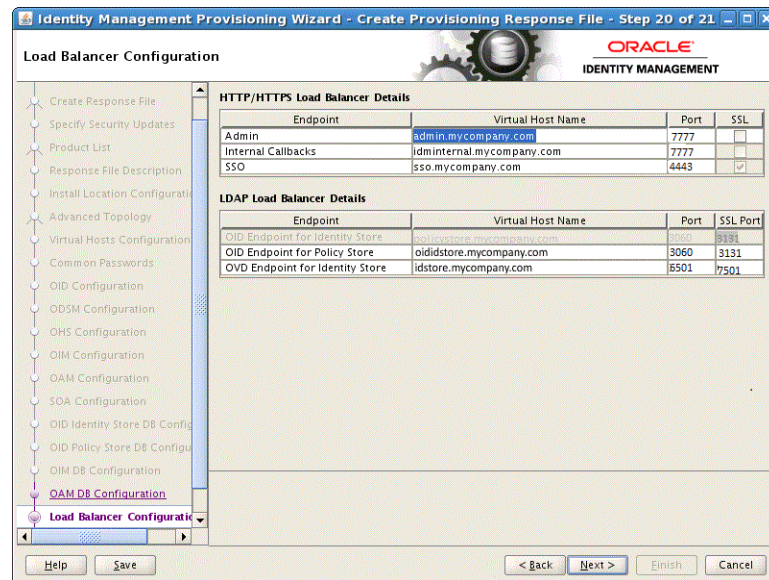 Identity Management Provisioning Wizard - Create Provisioning Response File - Step 20 of 21
Load Balancer Configuration
ORACLE
IDENTITY MANAGEMENT
Create Response File
Specify Security Updates
Product List
Response File Description
Install Location Configuratio
Advanced Topology
Virtual Hosts Configuration
Common Passwords
OID Configuration
ODSM Configuration
OHS Configuration
OIM Configuration
OAM Configuration
SOA Configuration
OID Identity Store DB Config
OID Policy Store DB Configu
OIM DB Configuration
OAM DB Configuration
Load Balancer Configuratio
HTTP/HTTPS Load Balancer Details
Endpoint Virtual Host Name Port SSL
Admin admin.mycompany.com 7777
Internal Callbacks idminternal.mycompany.com 7777
SSO sso.mycompany.com 4443
LDAP Load Balancer Details
Endpoint Virtual Host Name Port SSL Port
OID Endpoint for Identity Store policystore.mycompany.com 3060 3131
OID Endpoint for Policy Store oididstore.mycompany.com 3060 3131
OVD Endpoint for Identity Store idstore.mycompany.com 6501 7501
Help Save < Back Next > Finish Cancel